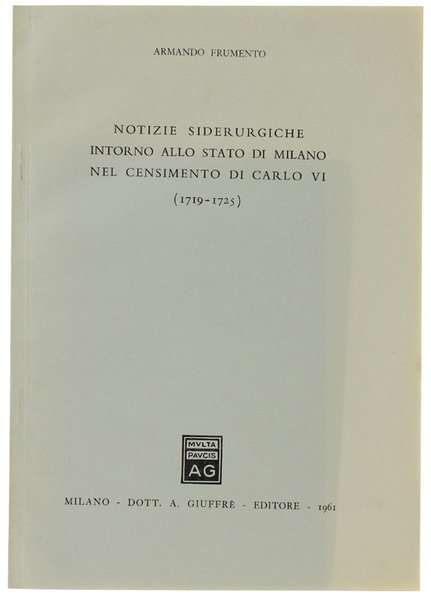 ARMANDO FRUMENTO
NOTIZIE SIDERURGICHE
INTORNO ALLO STATO DI MILANO
NEL CENSIMENTO DI CARLO VI
(1719-1725)
MVLTA
PAVCIS
AG
MILANO - DOTT. A. GIUFFRÈ - EDITORE - 1961